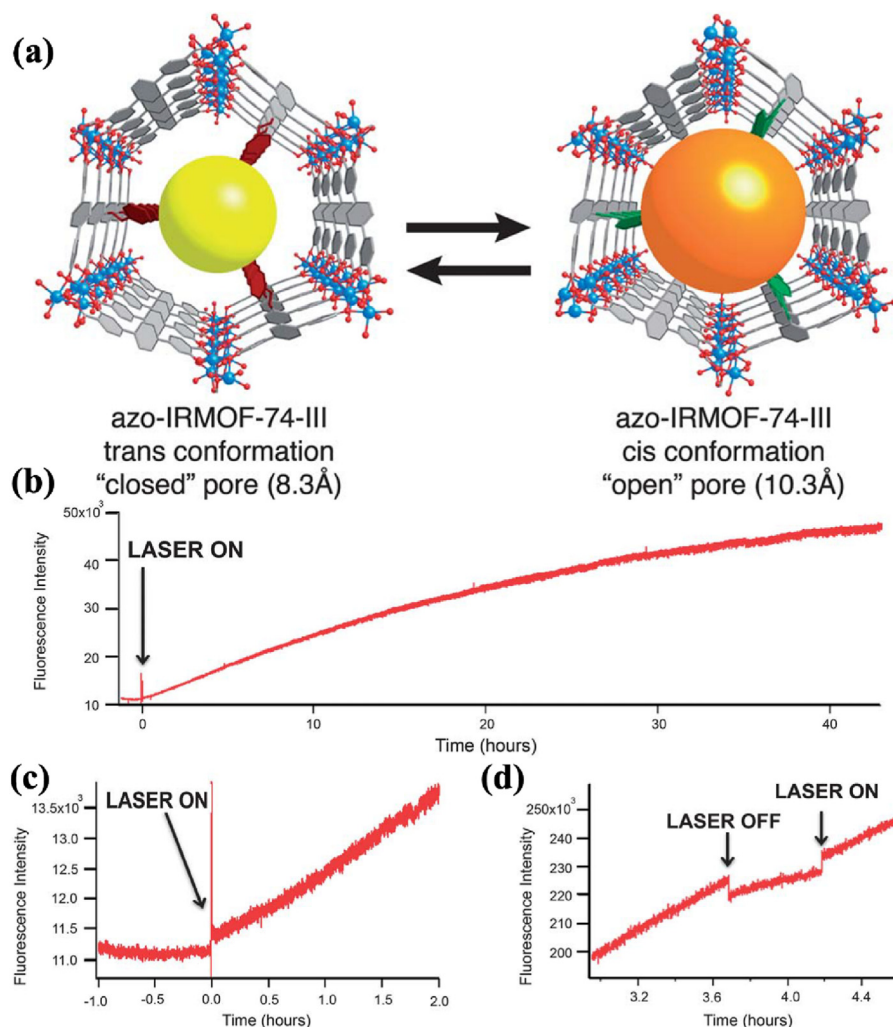 (a)
azo-IRMOF-74-III
trans conformation
“closed” pore (8.3Å)
azo-IRMOF-74-III
cis conformation
“open” pore (10.3Å)
(b)
50x10³
40
30
20
10
Fluorescence Intensity
LASER ON
0
10
20
30
40
Time (hours)
(c)
13.5x10³
13.0
12.5
12.0
11.5
11.0
Fluorescence Intensity
LASER ON
-1.0
-0.5
0.0
0.5
1.0
1.5
2.0
Time (hours)
(d)
250x10³
240
230
220
210
200
Fluorescence Intensity
LASER OFF
LASER ON
3.2
3.6
4.0
4.4
Time (hours)